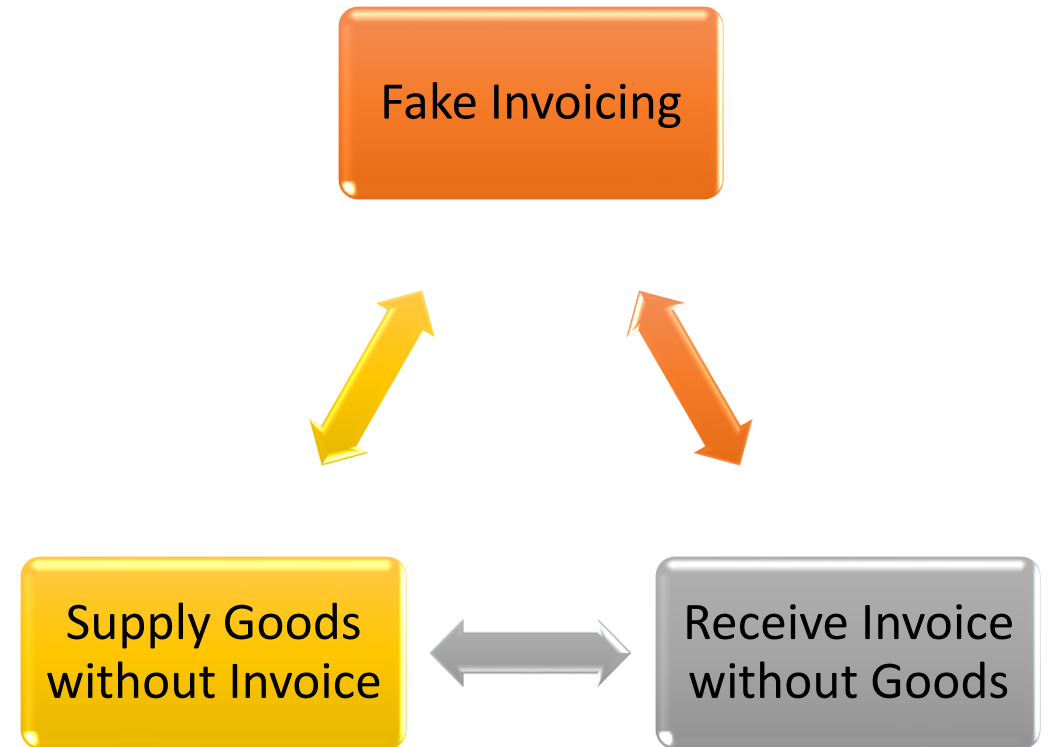 Fake Invoicing
Supply Goods
without Invoice
Receive Invoice
without Goods